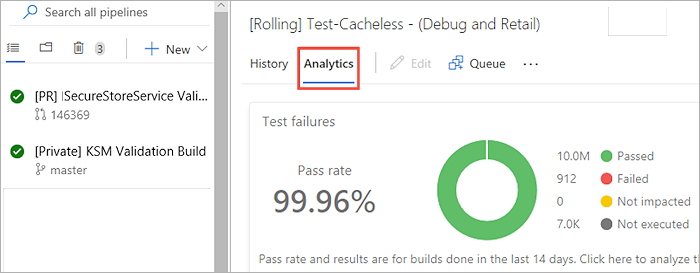 Search all pipelines
3
+ New
[PR] |SecureStoreService Vali...
146369
[Private] KSM Validation Build
master
[Rolling] Test-Cacheless - (Debug and Retail)
History Analytics Edit Queue ...
Test failures
Pass rate
99.96%
10.0M Passed
912 Failed
0 Not impacted
7.0K Not executed
Pass rate and results are for builds done in the last 14 days. Click here to analyze t